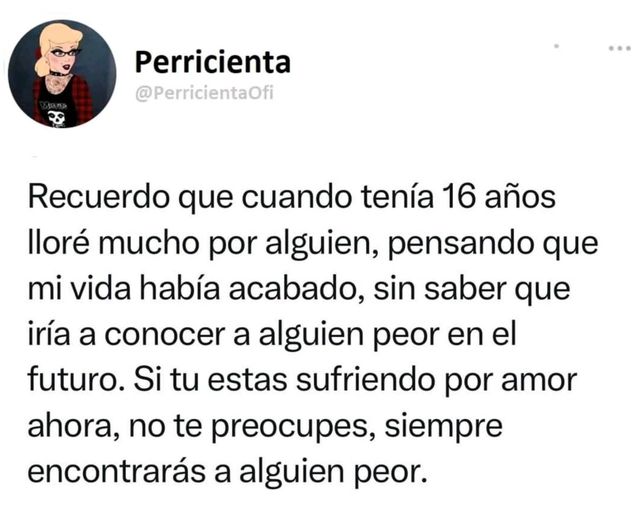 Perricienta
@PerricientaOfi
Recuerdo que cuando tenía 16 años
lloré mucho por alguien, pensando que
mi vida había acabado, sin saber que
iría a conocer a alguien peor en el
futuro. Si tu estas sufriendo por amor
ahora, no te preocupes, siempre
encontrarás a alguien peor.